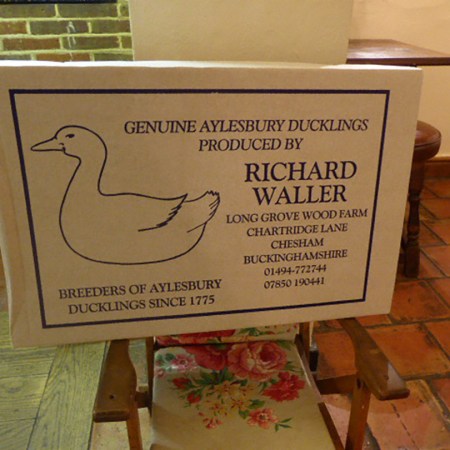 GENUINE AYLESBURY DUCKLINGS
PRODUCED BY
RICHARD
WALLER
LONG GROVE WOOD FARM
CHARTRIDGE LANE
CHESHAM
BUCKINGHAMSHIRE
01494-772744
07850 190441
BREEDERS OF AYLESBURY
DUCKLINGS SINCE 1775